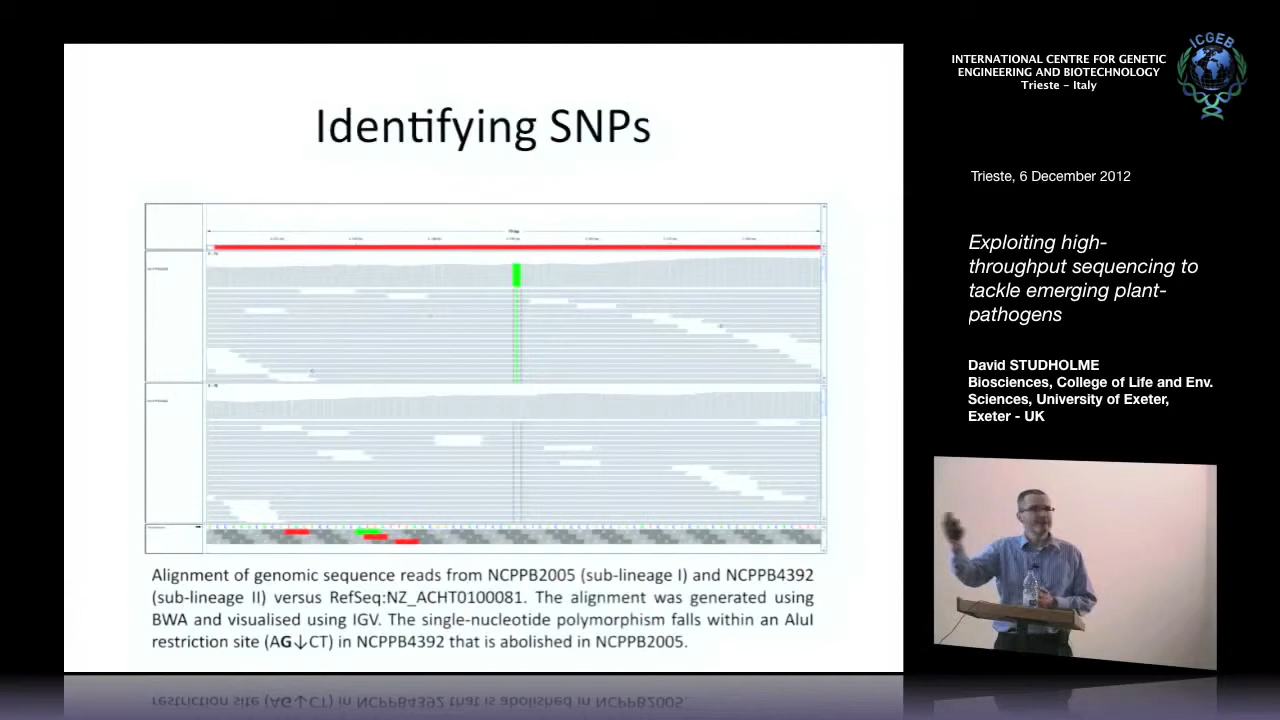 Identifying SNPs
Alignment of genomic sequence reads from NCPPB2005 (sub-lineage I) and NCPPB4392
(sub-lineage II) versus RefSeq:NZ_ACHT0100081. The alignment was generated using
BWA and visualised using IGV. The single-nucleotide polymorphism falls within an AluI
restriction site (AG↓CT) in NCPPB4392 that is abolished in NCPPB2005.
ICGEB
INTERNATIONAL CENTRE FOR GENETIC
ENGINEERING AND BIOTECHNOLOGY
Trieste – Italy
Trieste, 6 December 2012
Exploiting high-
throughput sequencing to
tackle emerging plant-
pathogens
David STUDHOLME
Biosciences, College of Life and Env.
Sciences, University of Exeter,
Exeter - UK